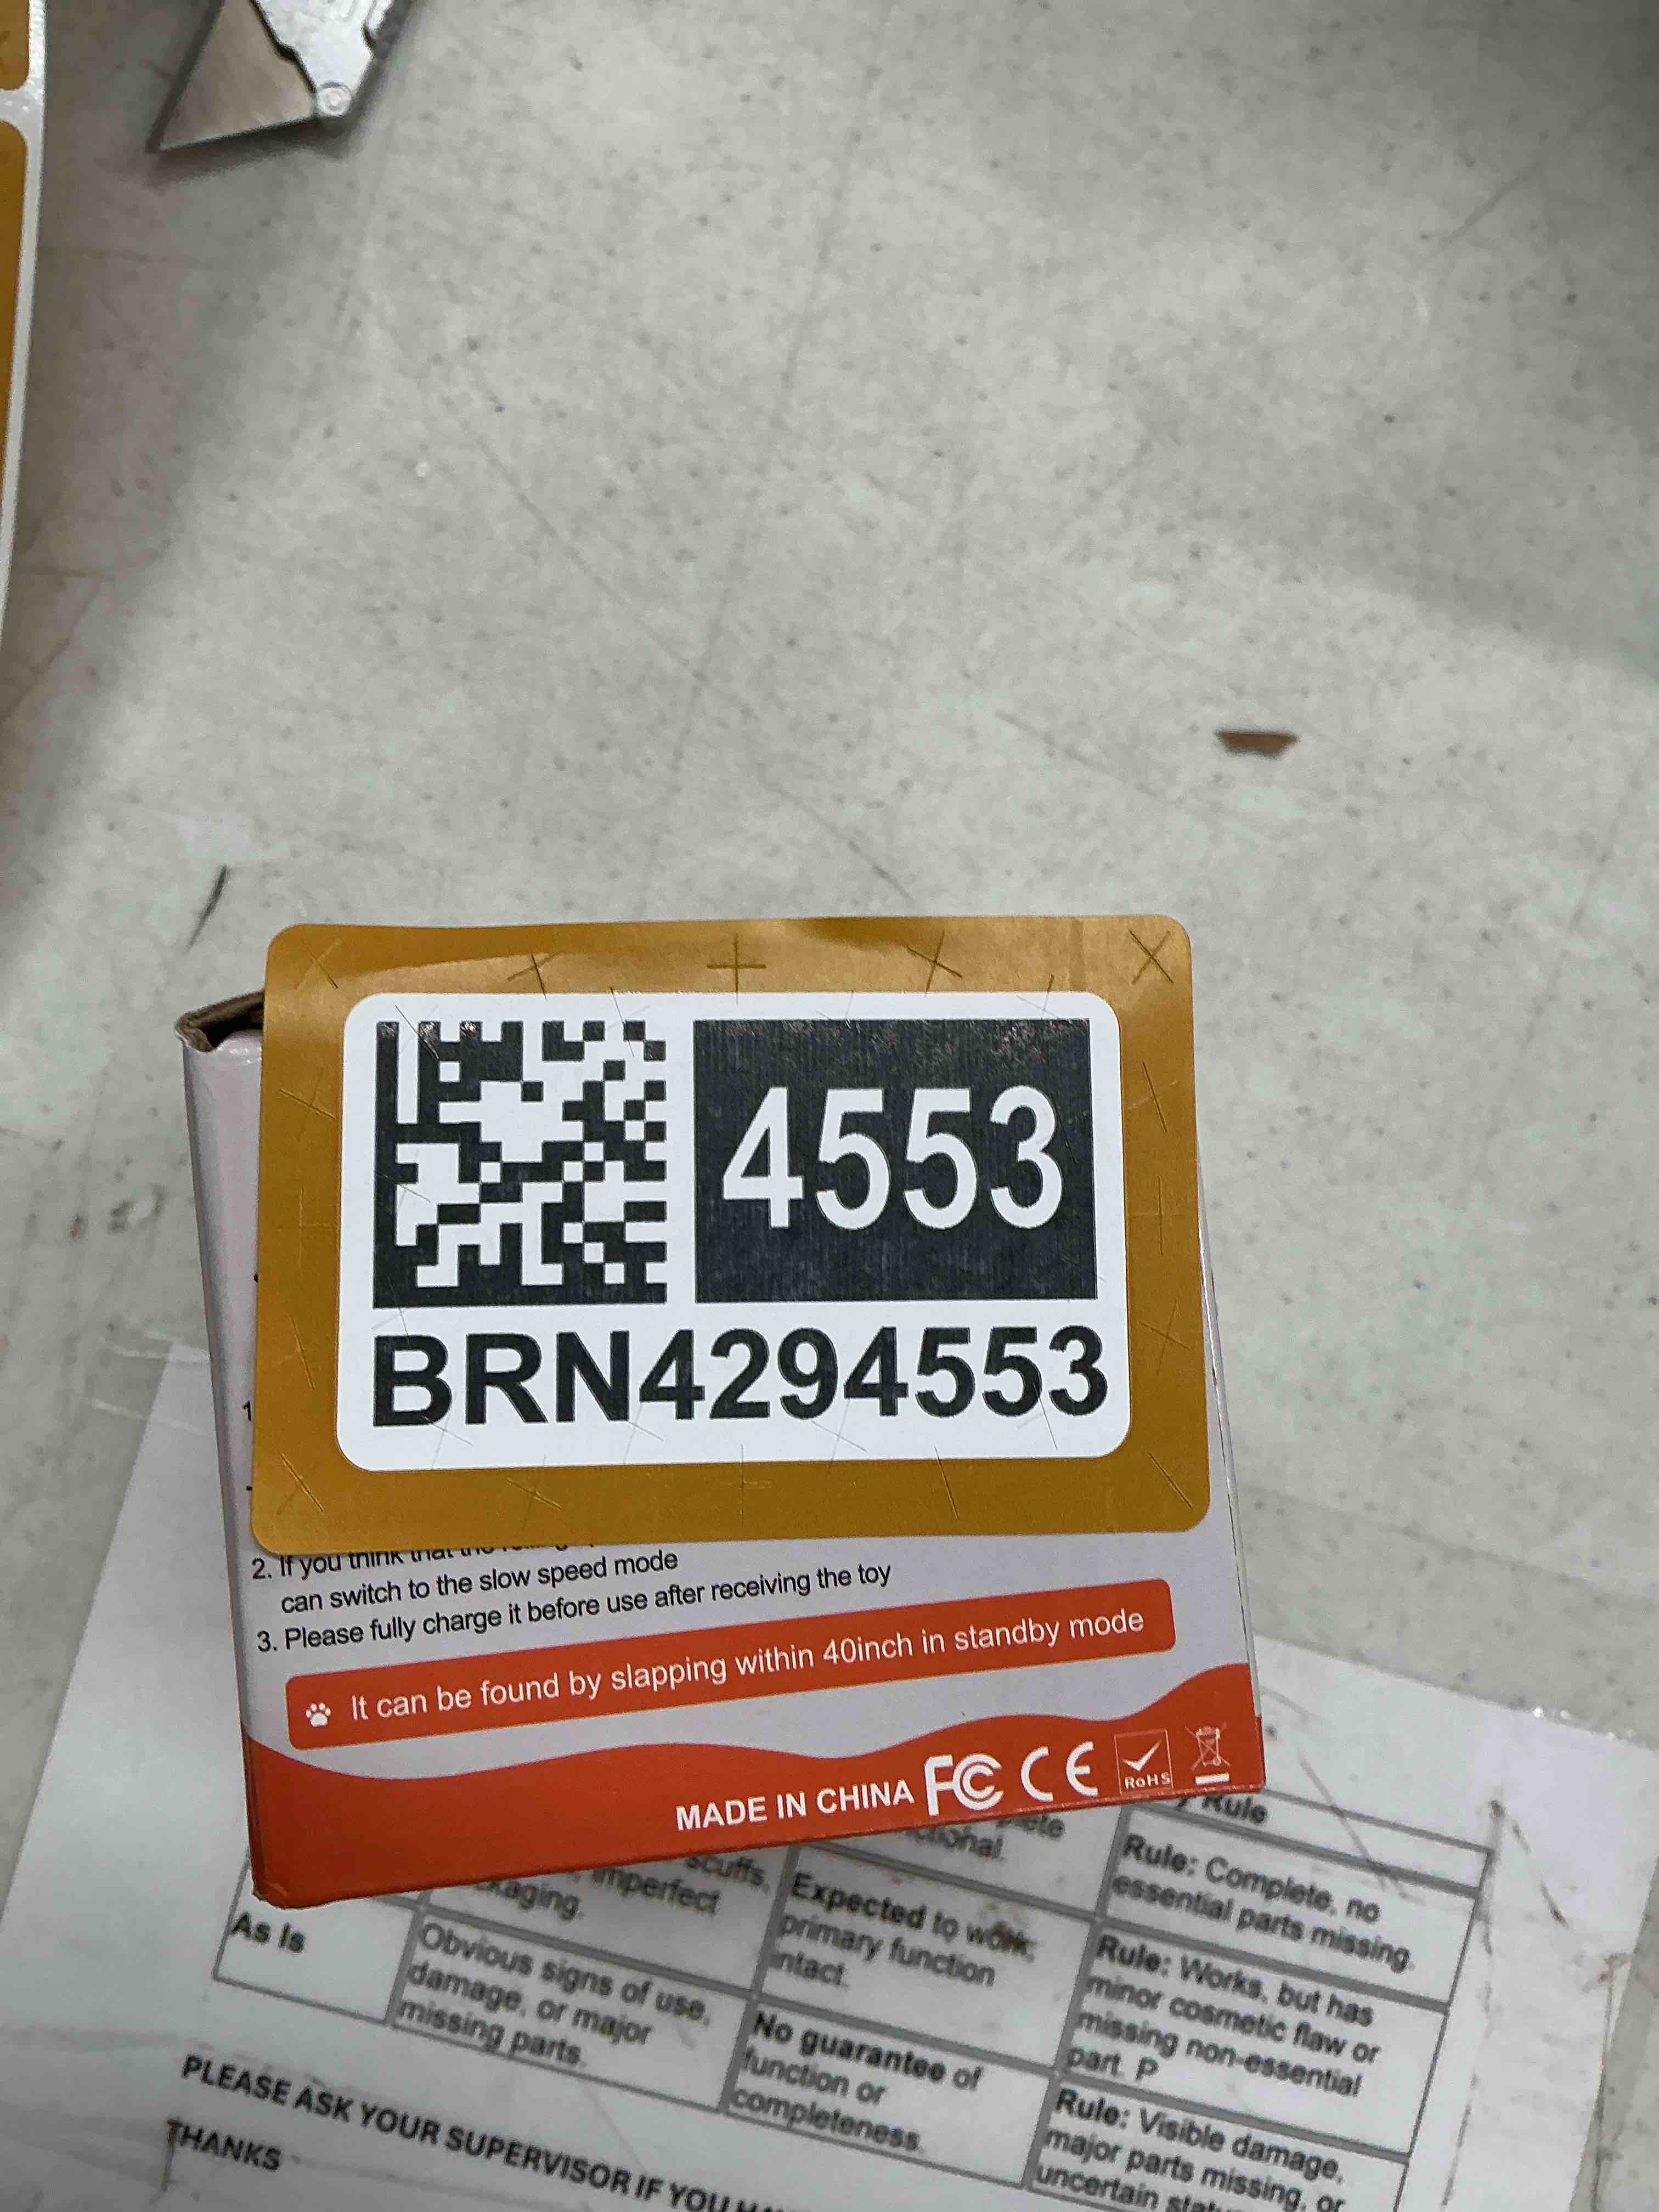 4553
BRN4294553
2. If you think that the
can switch to the slow speed mode
3. Please fully charge it before use after receiving the toy
It can be found by slapping within 40inch in standby mode
MADE IN CHINA FC CE RoHS
Rule
Rule: Complete, no
essential parts missing.
scuffs,
imperfect
Expected to work,
primary function
intact.
Rule: Works, but has
minor cosmetic flaw or
missing non-essential
part. P
As Is
Obvious signs of use,
damage, or major
missing parts.
No guarantee of
function or
completeness.
Rule: Visible damage,
major parts missing, or
uncertain
PLEASE ASK YOUR SUPERVISOR IF YOU
THANKS